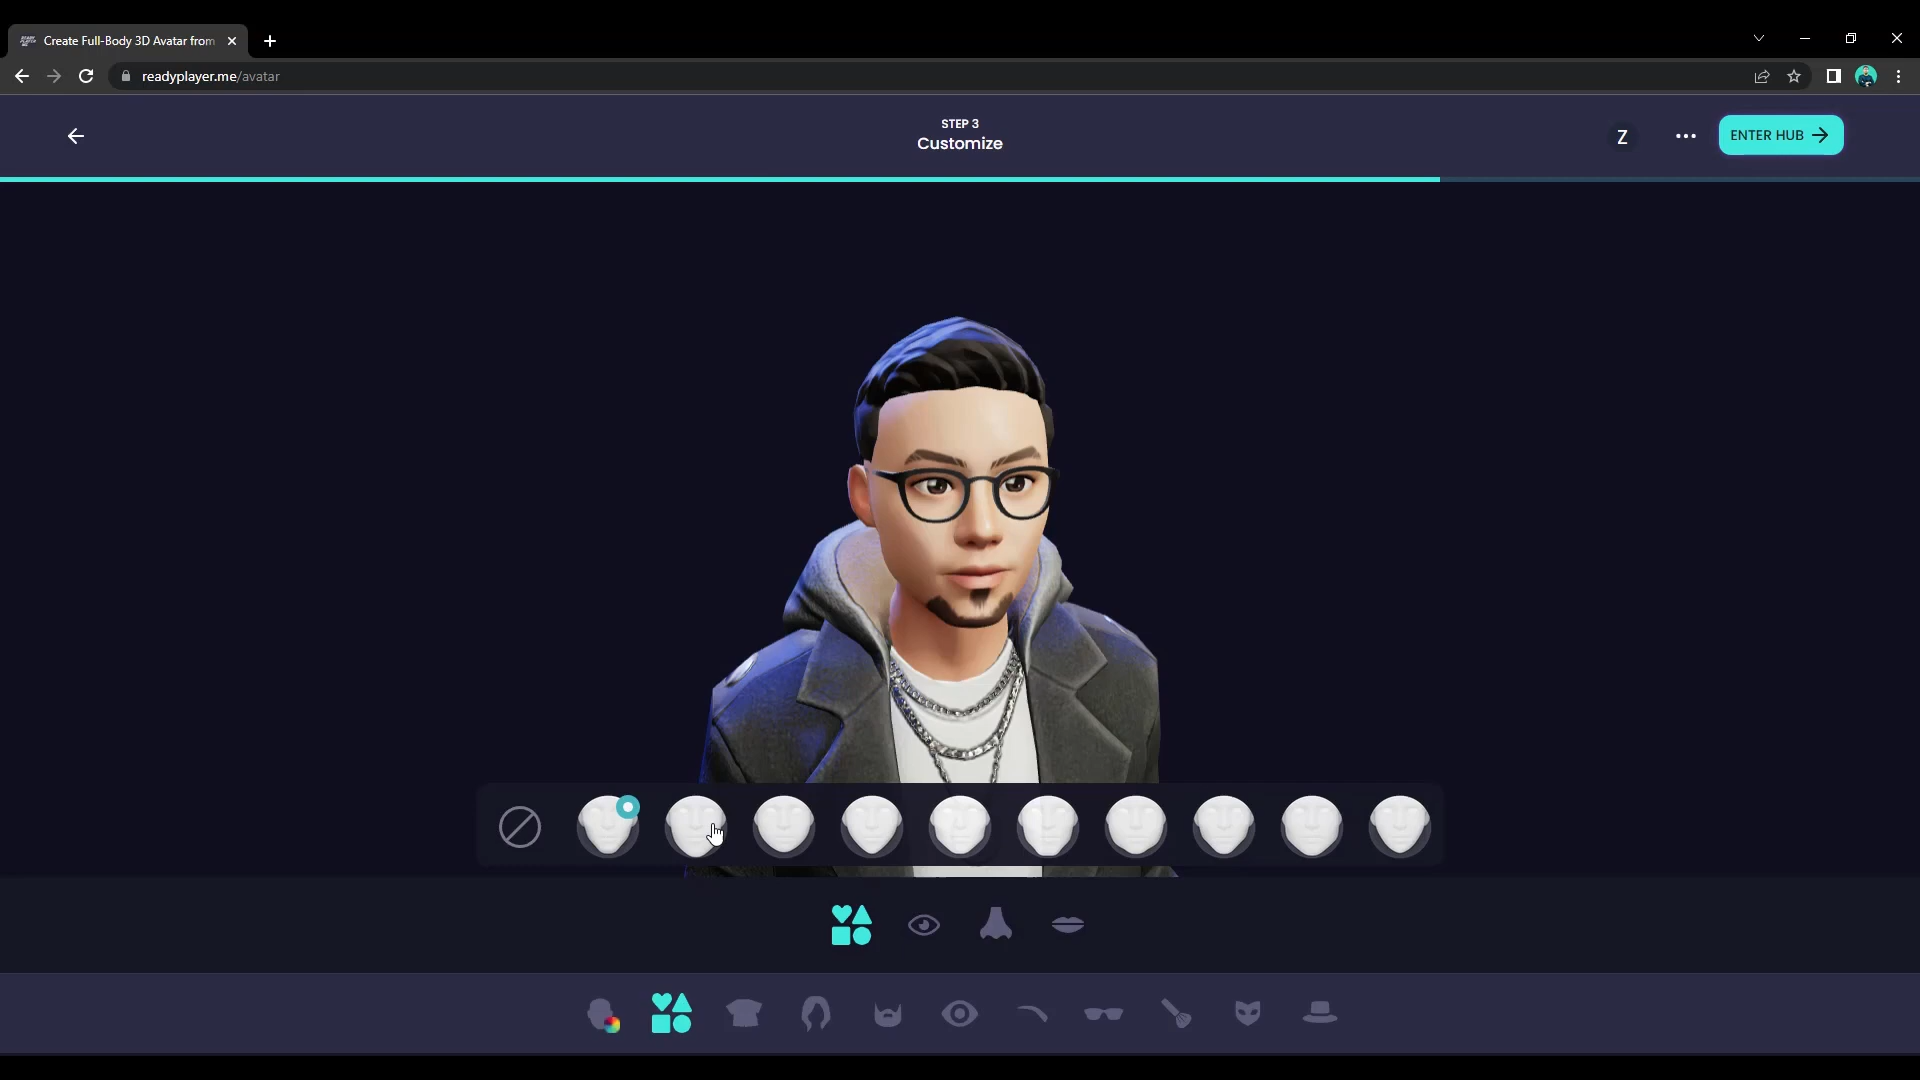 Create Full-Body 3D Avatar from
readyplayer.me/avatar
STEP 3
Customize
Z
ENTER HUB